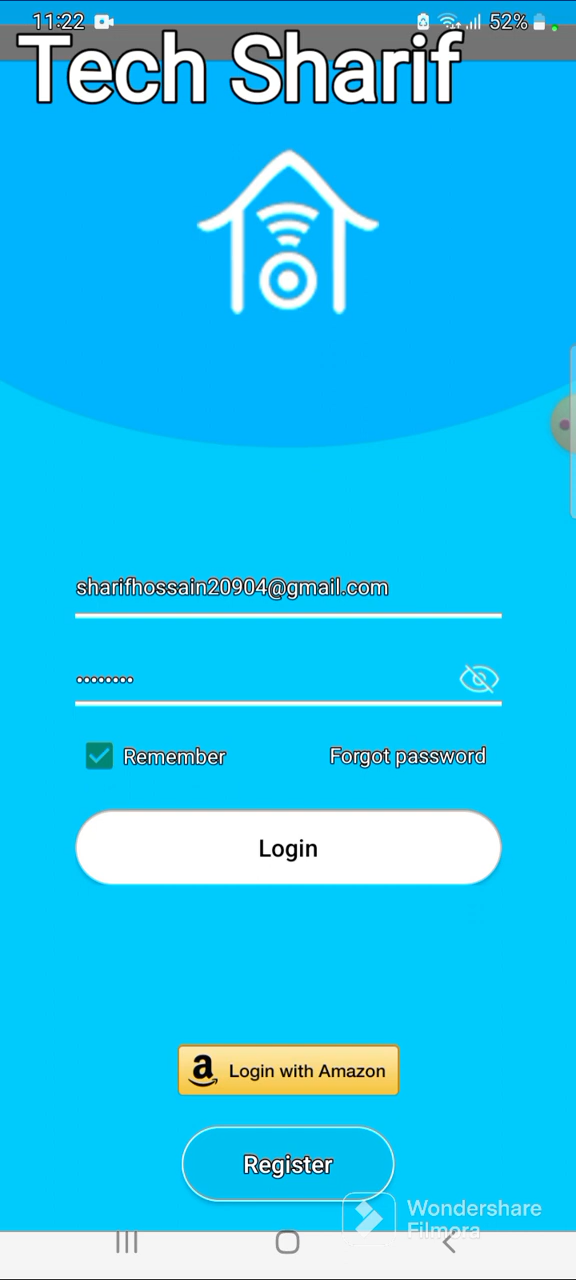 11:22 52%
Tech Sharif
sharifhossain20904@gmail.com
••••••••
Remember Forgot password
Login
a Login with Amazon
Register
Wondershare
Filmora